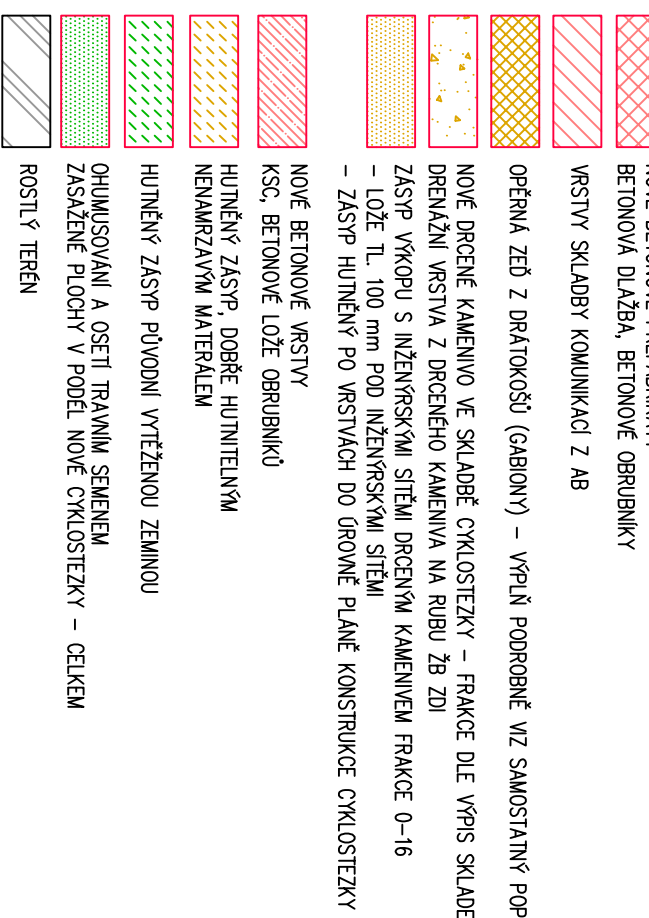 BETONOVÁ DLAŽBA, BETONOVÉ OBRUBNÍKY
VRSTVY SKLADBY KOMUNIKACÍ Z AB
OPĚRNÁ ZEĎ Z DRÁTOKOŠŮ (GABIONY) – VÝPLŇ PODROBNĚ VIZ SAMOSTATNÝ POP
NOVÉ DRCENÉ KAMENIVO VE SKLADBĚ CYKLOSTEZKY – FRAKCE DLE VÝPIS SKLADE
DRENÁŽNÍ VRSTVA Z DRCENÉHO KAMENIVA NA RUBU ŽB ZDI
ZÁSYP VÝKOPU S INŽENÝRSKÝMI SÍTĚMI DRCENÝM KAMENIVEM FRAKCE 0–16
– LOŽE TL. 100 mm POD INŽENÝRSKÝMI SÍTĚMI
– ZÁSYP HUTNĚNÝ PO VRSTVÁCH DO ÚROVNĚ PLÁNĚ KONSTRUKCE CYKLOSTEZKY
NOVÉ BETONOVÉ VRSTVY
KSC, BETONOVÉ LOŽE OBRUBNÍKŮ
HUTNĚNÝ ZÁSYP, DOBŘE HUTNITELNÝM
NENAMRZAVÝM MATERÁLEM
HUTNĚNÝ ZÁSYP PŮVODNÍ VYTĚŽENOU ZEMINOU
OHUMUSOVÁNÍ A OSETÍ TRAVNÍM SEMENEM
ZASAŽENÉ PLOCHY V PODÉL NOVÉ CYKLOSTEZKY – CELKEM
ROSTLÝ TERÉN